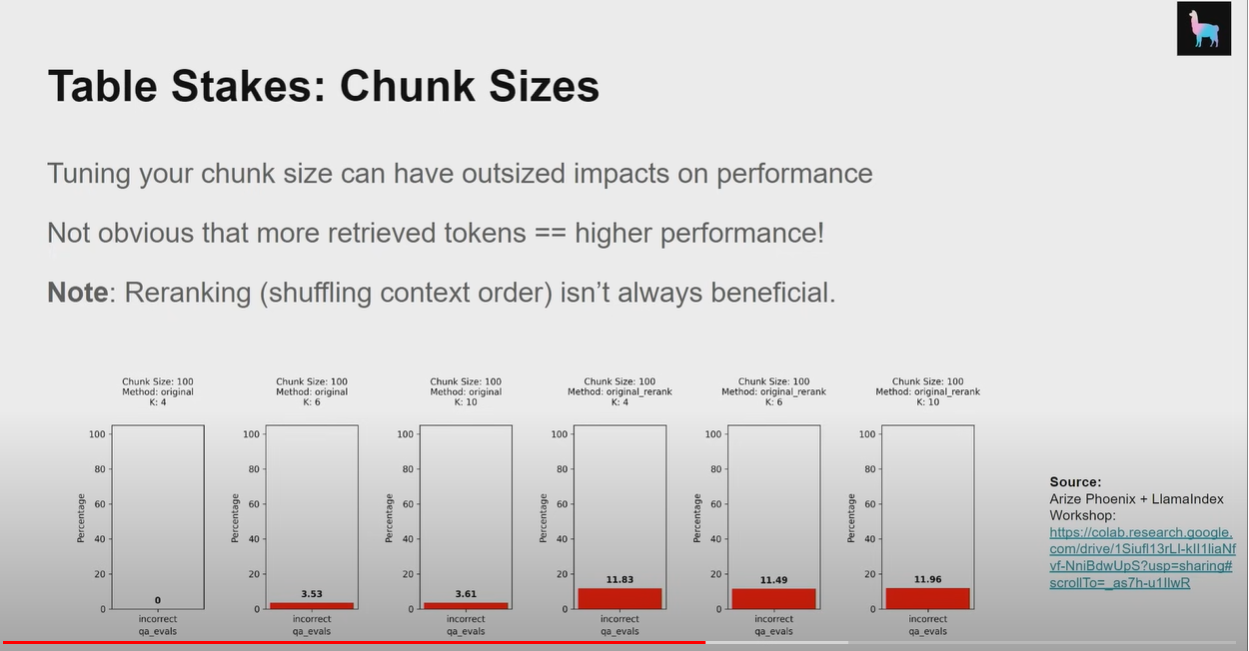 Table Stakes: Chunk Sizes
Tuning your chunk size can have outsized impacts on performance
Not obvious that more retrieved tokens == higher performance!
Note: Reranking (shuffling context order) isn't always beneficial.
Chunk Size: 100
Method: original
K: 4
100
80
60
40
20
0
Percentage
0
incorrect
qa_evals
Chunk Size: 100
Method: original
K: 6
100
80
60
40
20
0
Percentage
3.53
incorrect
qa_evals
Chunk Size: 100
Method: original
K: 10
100
80
60
40
20
0
Percentage
3.61
incorrect
qa_evals
Chunk Size: 100
Method: original_rerank
K: 4
100
80
60
40
20
0
Percentage
11.83
incorrect
qa_evals
Chunk Size: 100
Method: original_rerank
K: 6
100
80
60
40
20
0
Percentage
11.49
incorrect
qa_evals
Chunk Size: 100
Method: original_rerank
K: 10
100
80
60
40
20
0
Percentage
11.96
incorrect
qa_evals
Source:
Arize Phoenix + LlamaIndex
Workshop:
https://colab.research.google.
com/drive/1Siufl13rLI-kII1liaNf
vf-NniBdwUpS?usp=sharing#
scrollTo=_as7h-u1IlwR